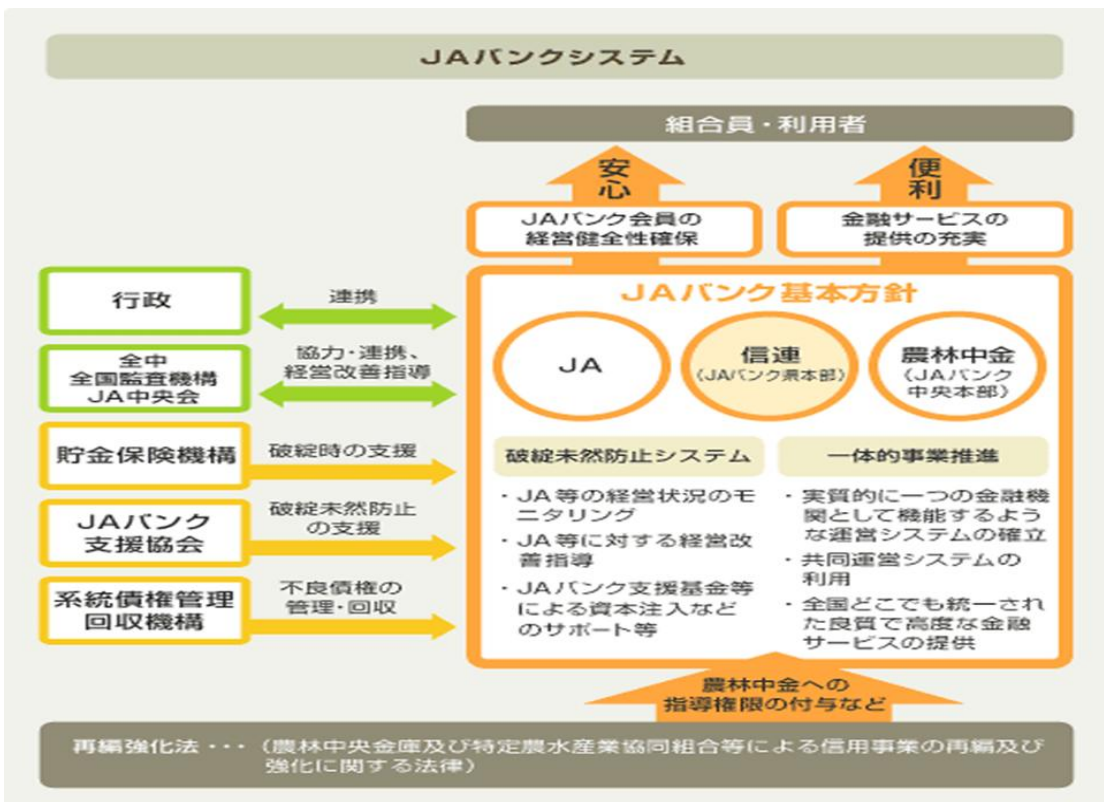 JAバンクシステム
組合員・利用者
安心
便利
JAバンク会員の
経営健全性確保
金融サービスの
提供の充実
行政
連携
全中
全国監査機構
JA中央会
協力・連携、
経営改善指導
貯金保険機構
破綻時の支援
JAバンク
支援協会
破綻未然防止
の支援
系統債権管理
回収機構
不良債権の
管理・回収
JAバンク基本方針
JA
信連
(JAバンク県本部)
農林中金
(JAバンク
中央本部)
破綻未然防止システム
・JA等の経営状況のモ
ニタリング
・JA等に対する経営改
善指導
・JAバンク支援基金等
による資本注入など
のサポート等
一体的事業推進
・実質的に一つの金融機
関として機能するよう
な運営システムの確立
・共同運営システムの
利用
・全国どこでも統一され
た良質で高度な金融
サービスの提供
農林中金への
指導権限の付与など
再編強化法・・・(農林中央金庫及び特定農水産業協同組合等による信用事業の再編及び
強化に関する法律)